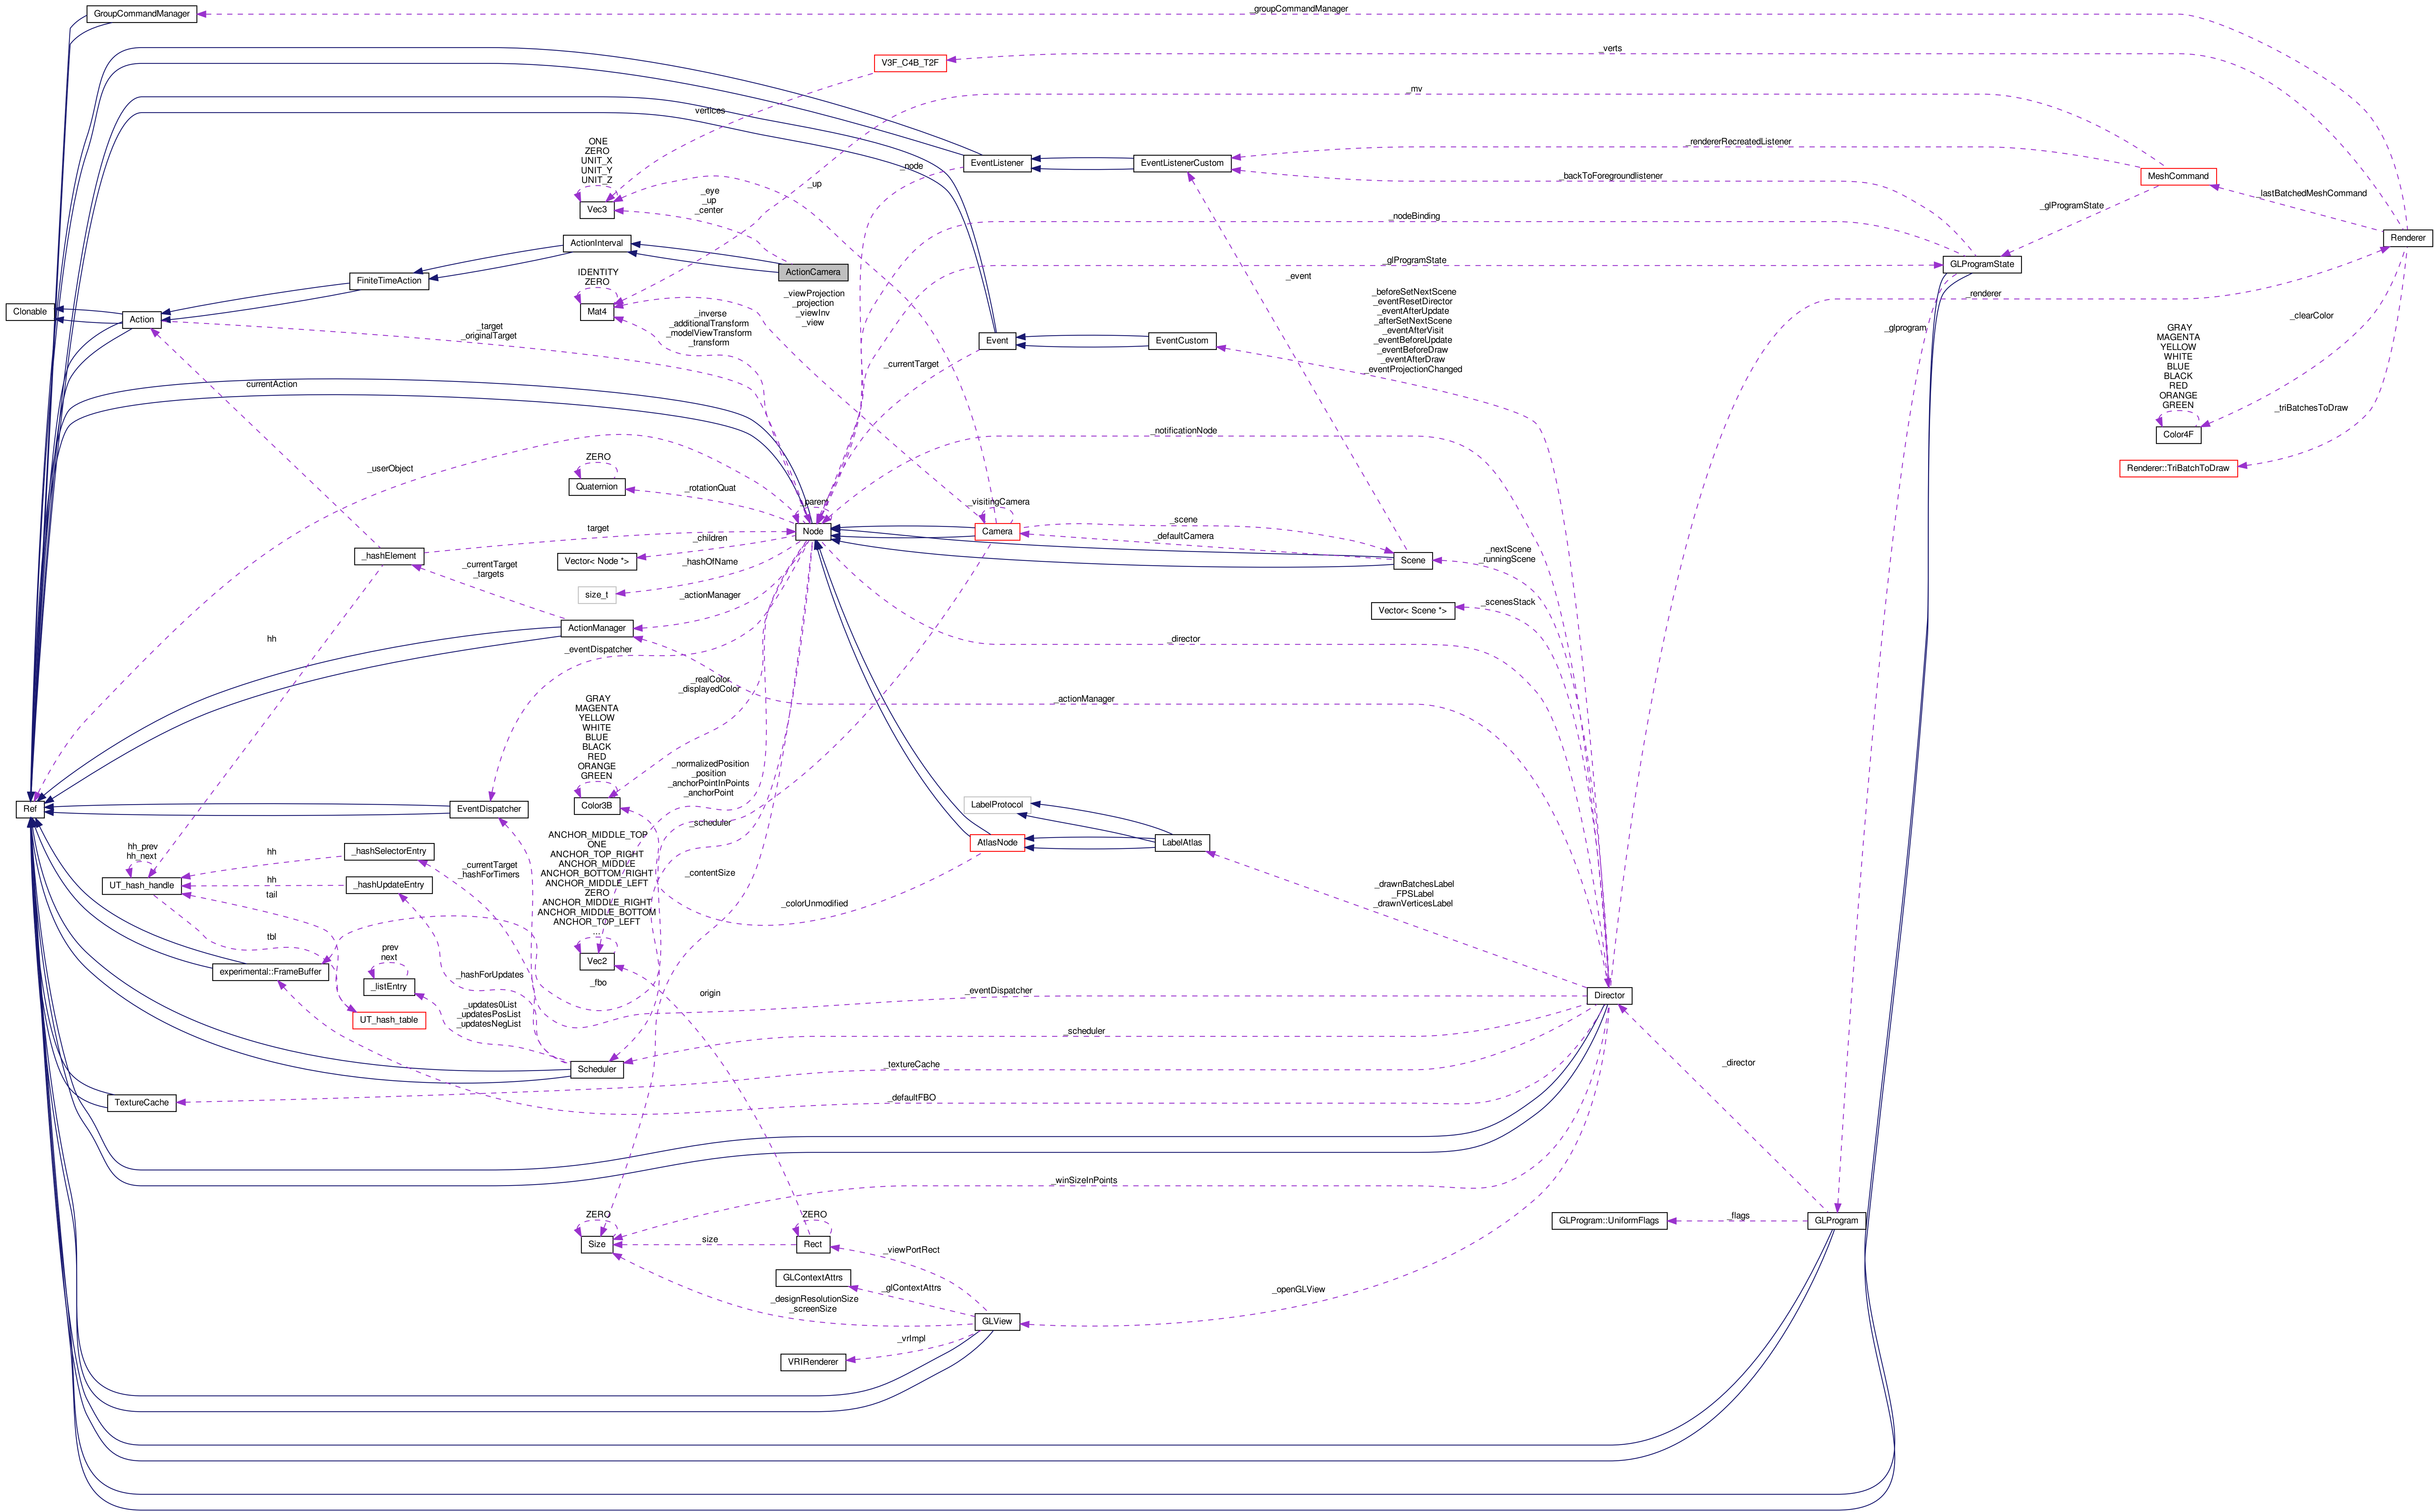 GroupCommandManager
_groupCommandManager
V3F_C4B_T2F
_verts
_mv
vertices
ONE
ZERO
UNIT_X
UNIT_Y
UNIT_Z
Vec3
_eye
_up
_center
_up
EventListener
_node
EventListenerCustom
_rendererRecreatedListener
_backToForegroundlistener
MeshCommand
_lastBatchedMeshCommand
_glProgramState
_nodeBinding
Renderer
ActionInterval
ActionCamera
FiniteTimeAction
Clonable
Action
IDENTITY
ZERO
Mat4
_viewProjection
_projection
_viewInv
_view
_glProgramState
GLProgramState
_event
_renderer
_beforeSetNextScene
_eventResetDirector
_eventAfterUpdate
_afterSetNextScene
_eventAfterVisit
_eventBeforeUpdate
_eventBeforeDraw
_eventAfterDraw
_eventProjectionChanged
_target
_originalTarget
_inverse
_additionalTransform
_modelViewTransform
_transform
Event
EventCustom
_currentTarget
_glprogram
_clearColor
GRAY
MAGENTA
YELLOW
WHITE
BLUE
BLACK
RED
ORANGE
GREEN
Color4F
_triBatchesToDraw
Renderer::TriBatchToDraw
currentAction
_notificationNode
_userObject
ZERO
Quaternion
_rotationQuat
_parent
Node
_visitingCamera
Camera
_scene
_defaultCamera
Scene
_nextScene
_runningScene
_hashElement
target
_children
Vector< Node *>
_hashOfName
size_t
_currentTarget
_targets
_actionManager
ActionManager
Vector< Scene *>
_scenesStack
hh
_eventDispatcher
_director
_realColor
_displayedColor
_actionManager
GRAY
MAGENTA
YELLOW
WHITE
BLUE
BLACK
RED
ORANGE
GREEN
Color3B
_normalizedPosition
_position
_anchorPointInPoints
_anchorPoint
Ref
EventDispatcher
LabelProtocol
_scheduler
AtlasNode
LabelAtlas
ANCHOR_MIDDLE_TOP
ONE
ANCHOR_TOP_RIGHT
ANCHOR_MIDDLE
ANCHOR_BOTTOM_RIGHT
ANCHOR_MIDDLE_LEFT
ZERO
ANCHOR_MIDDLE_RIGHT
ANCHOR_MIDDLE_BOTTOM
ANCHOR_TOP_LEFT
...
Vec2
hh_prev
hh_next
UT_hash_handle
hh
_hashSelectorEntry
hh
_hashUpdateEntry
tail
_currentTarget
_hashForTimers
_contentSize
_colorUnmodified
_drawnBatchesLabel
_FPSLabel
_drawnVerticesLabel
tbl
prev
next
_listEntry
experimental::FrameBuffer
_hashForUpdates
_fbo
origin
UT_hash_table
_updates0List
_updatesPosList
_updatesNegList
_eventDispatcher
Director
_scheduler
Scheduler
_textureCache
TextureCache
_defaultFBO
_director
_winSizeInPoints
ZERO
Size
size
ZERO
Rect
_viewPortRect
GLProgram::UniformFlags
_flags
GLProgram
GLContextAttrs
_glContextAttrs
_openGLView
_designResolutionSize
_screenSize
GLView
_vrImpl
VRIRenderer